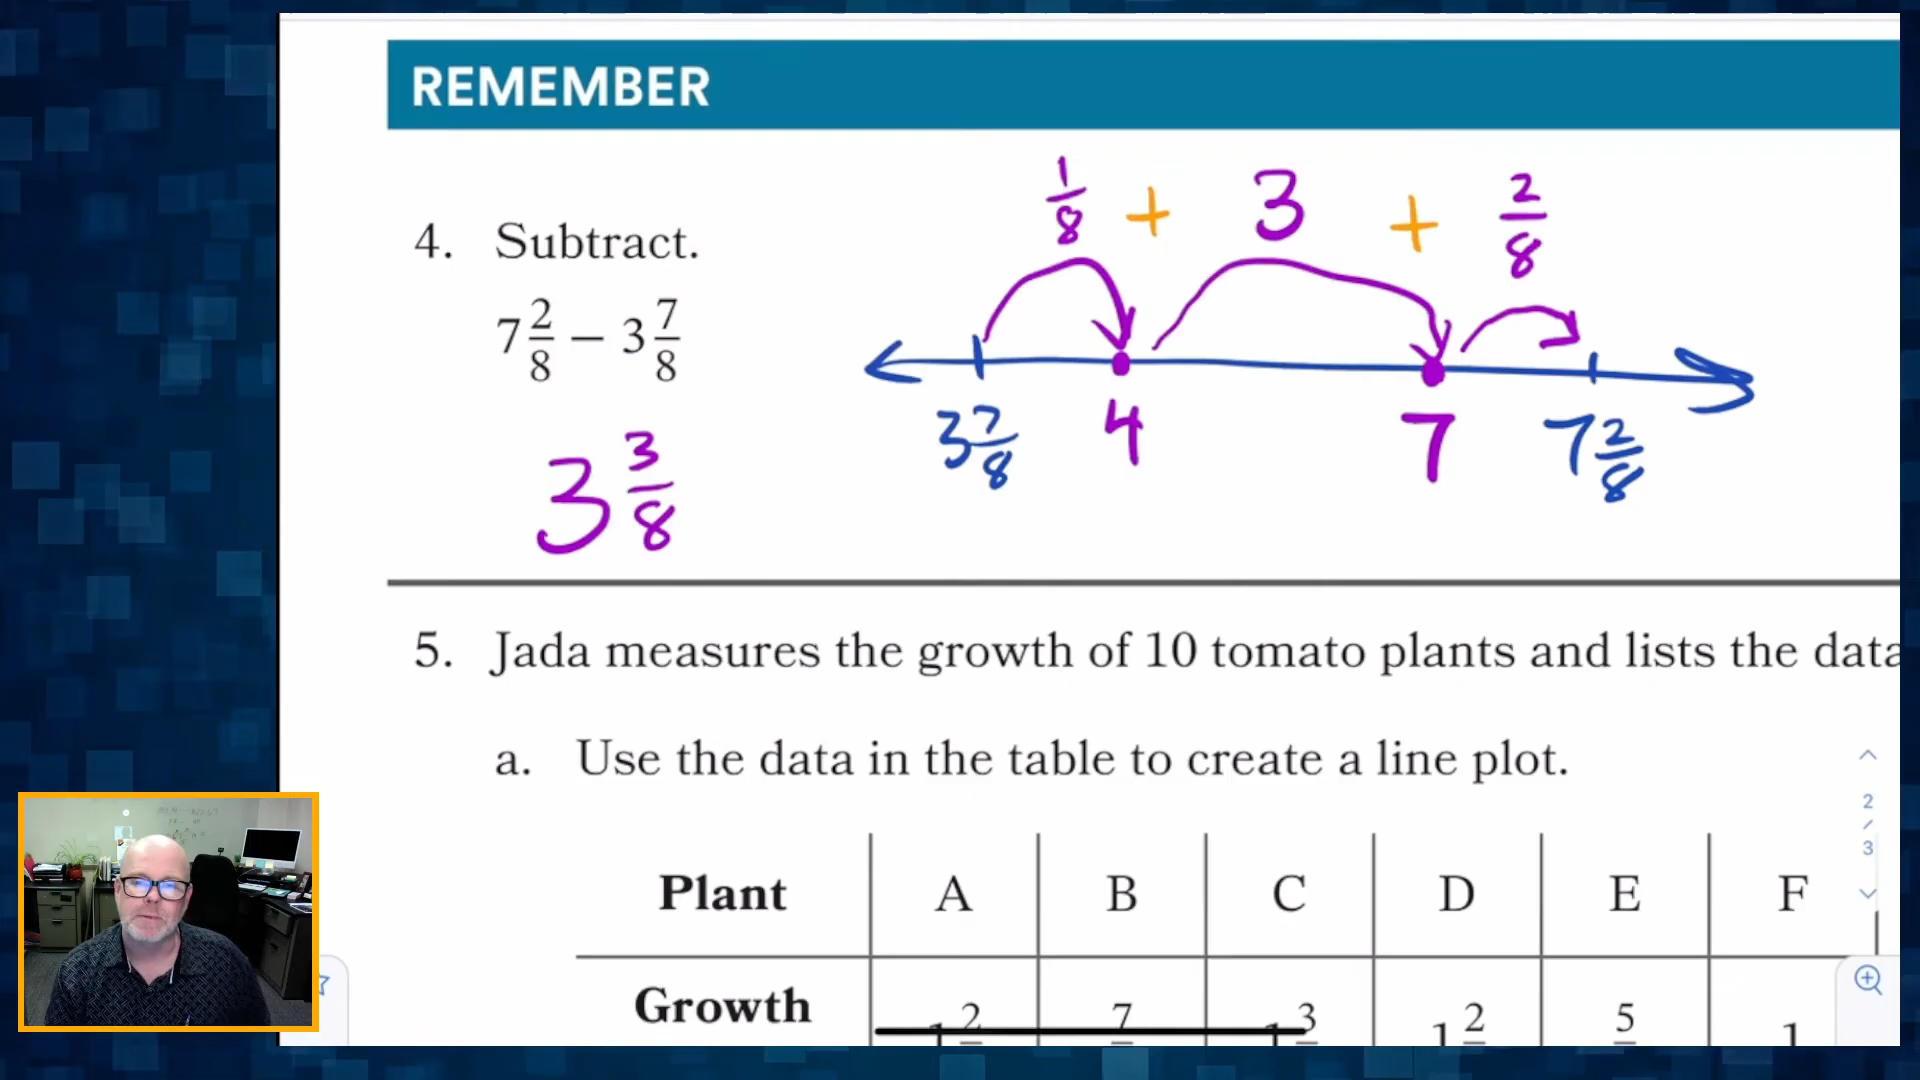 REMEMBER
1/8 + 3 + 2/8
4. Subtract.
7 2/8 − 3 7/8
3 7/8 4 7 7 2/8
3 3/8
5. Jada measures the growth of 10 tomato plants and lists the data
a. Use the data in the table to create a line plot.
2/3
Plant A B C D E F
Growth 2 7 3 1 2 5 1